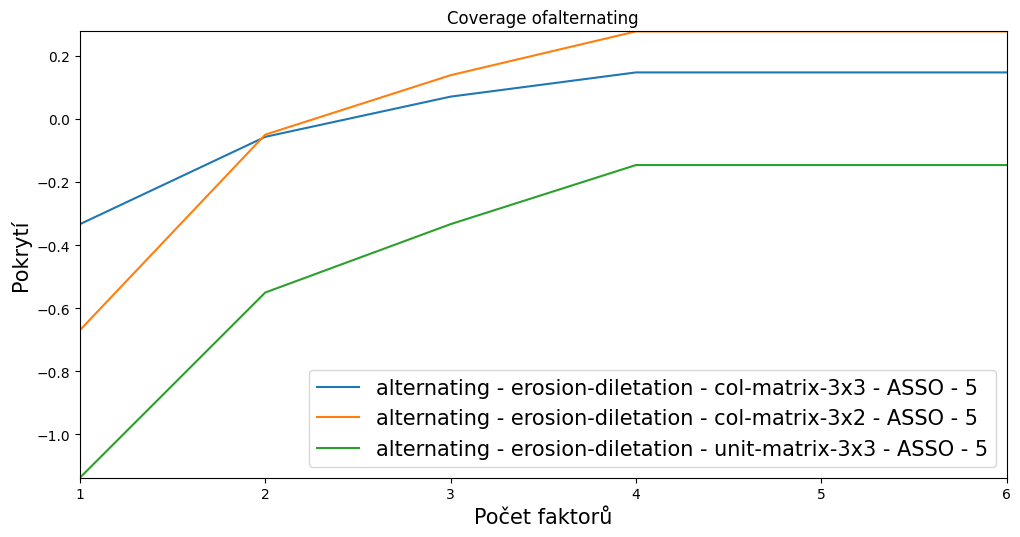 Coverage ofalternating
0.2
0.0
−0.2
−0.4
−0.6
−0.8
−1.0
Pokrytí
alternating - erosion-diletation - col-matrix-3x3 - ASSO - 5
alternating - erosion-diletation - col-matrix-3x2 - ASSO - 5
alternating - erosion-diletation - unit-matrix-3x3 - ASSO - 5
1 2 3 4 5 6
Počet faktorů